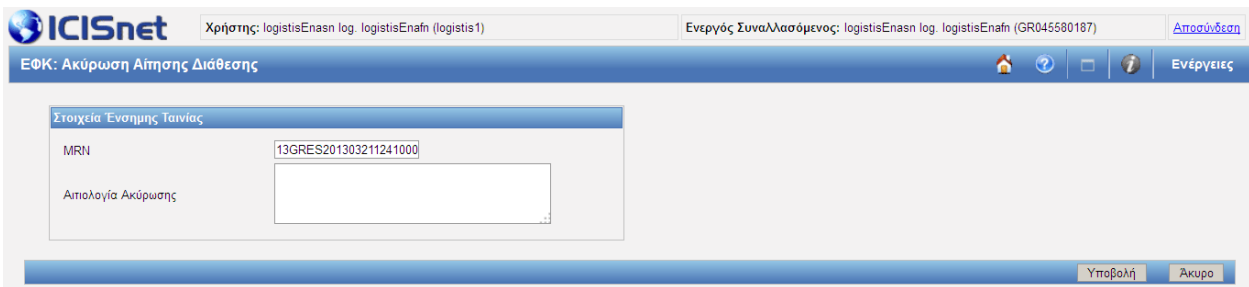 ICISnet
Χρήστης: logistisEnasn log. logistisEnafn (logistis1)
Ενεργός Συναλλασόμενος: logistisEnasn log. logistisEnafn (GR045580187)
Αποσύνδεση
ΕΦΚ: Ακύρωση Αίτησης Διάθεσης
Ενέργειες
Στοιχεία Ένσημης Ταινίας
MRN
13GRES201303211241000
Αιτιολογία Ακύρωσης
Υποβολή
Άκυρο